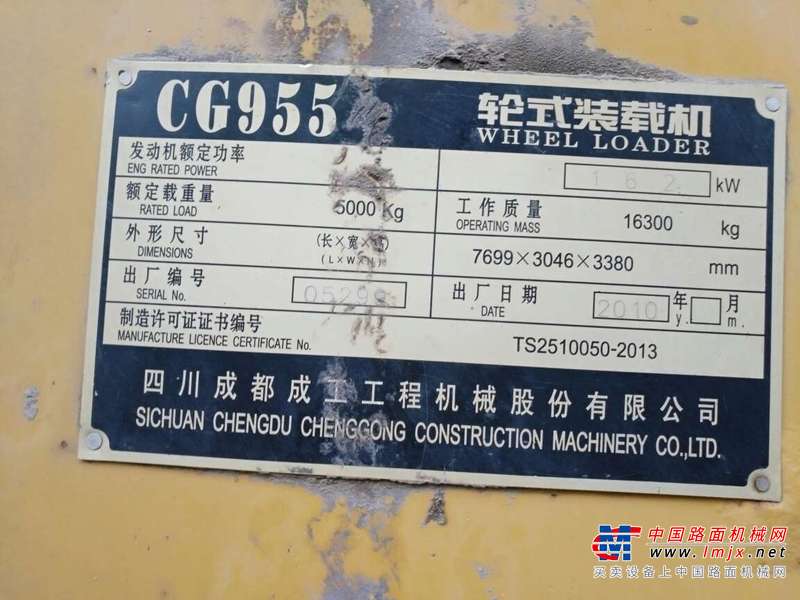 CG955 轮式装载机
WHEEL LOADER
发动机额定功率 162 kW
ENG RATED POWER
额定载重量 5000 Kg 工作质量 16300 kg
RATED LOAD OPERATING MASS
外形尺寸 (长×宽×高) 7699×3046×3380 mm
DIMENSIONS (L×W×H)
出厂编号 出厂日期 2010 年 月
SERIAL No. DATE y. m.
制造许可证证书编号 TS2510050-2013
MANUFACTURE LICENCE CERTIFICATE No.
四川成都成工工程机械股份有限公司
SICHUAN CHENGDU CHENGGONG CONSTRUCTION MACHINERY CO.,LTD.
中国路面机械网
www.lmjx.net
买卖设备上中国路面机械网